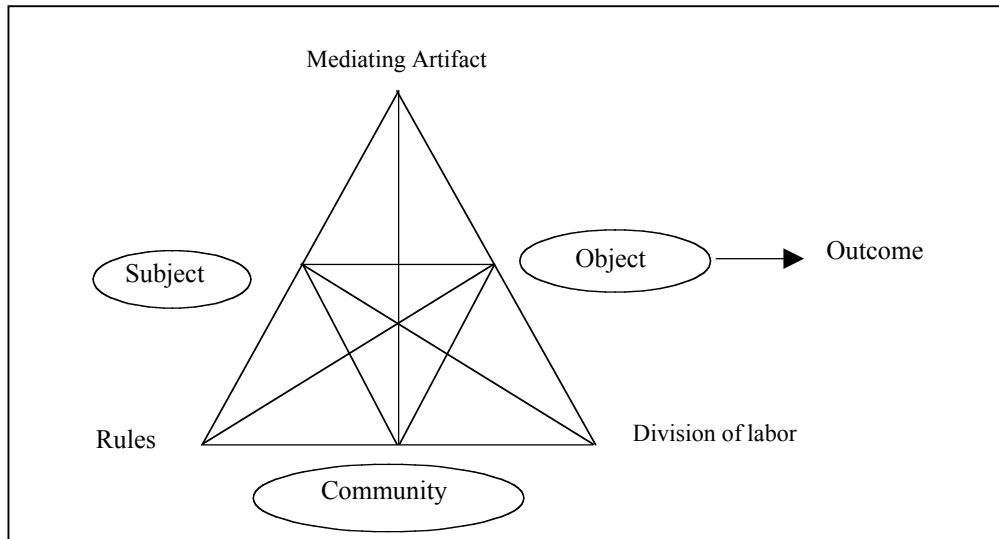 Mediating Artifact
Subject
Object
Outcome
Rules
Division of labor
Community